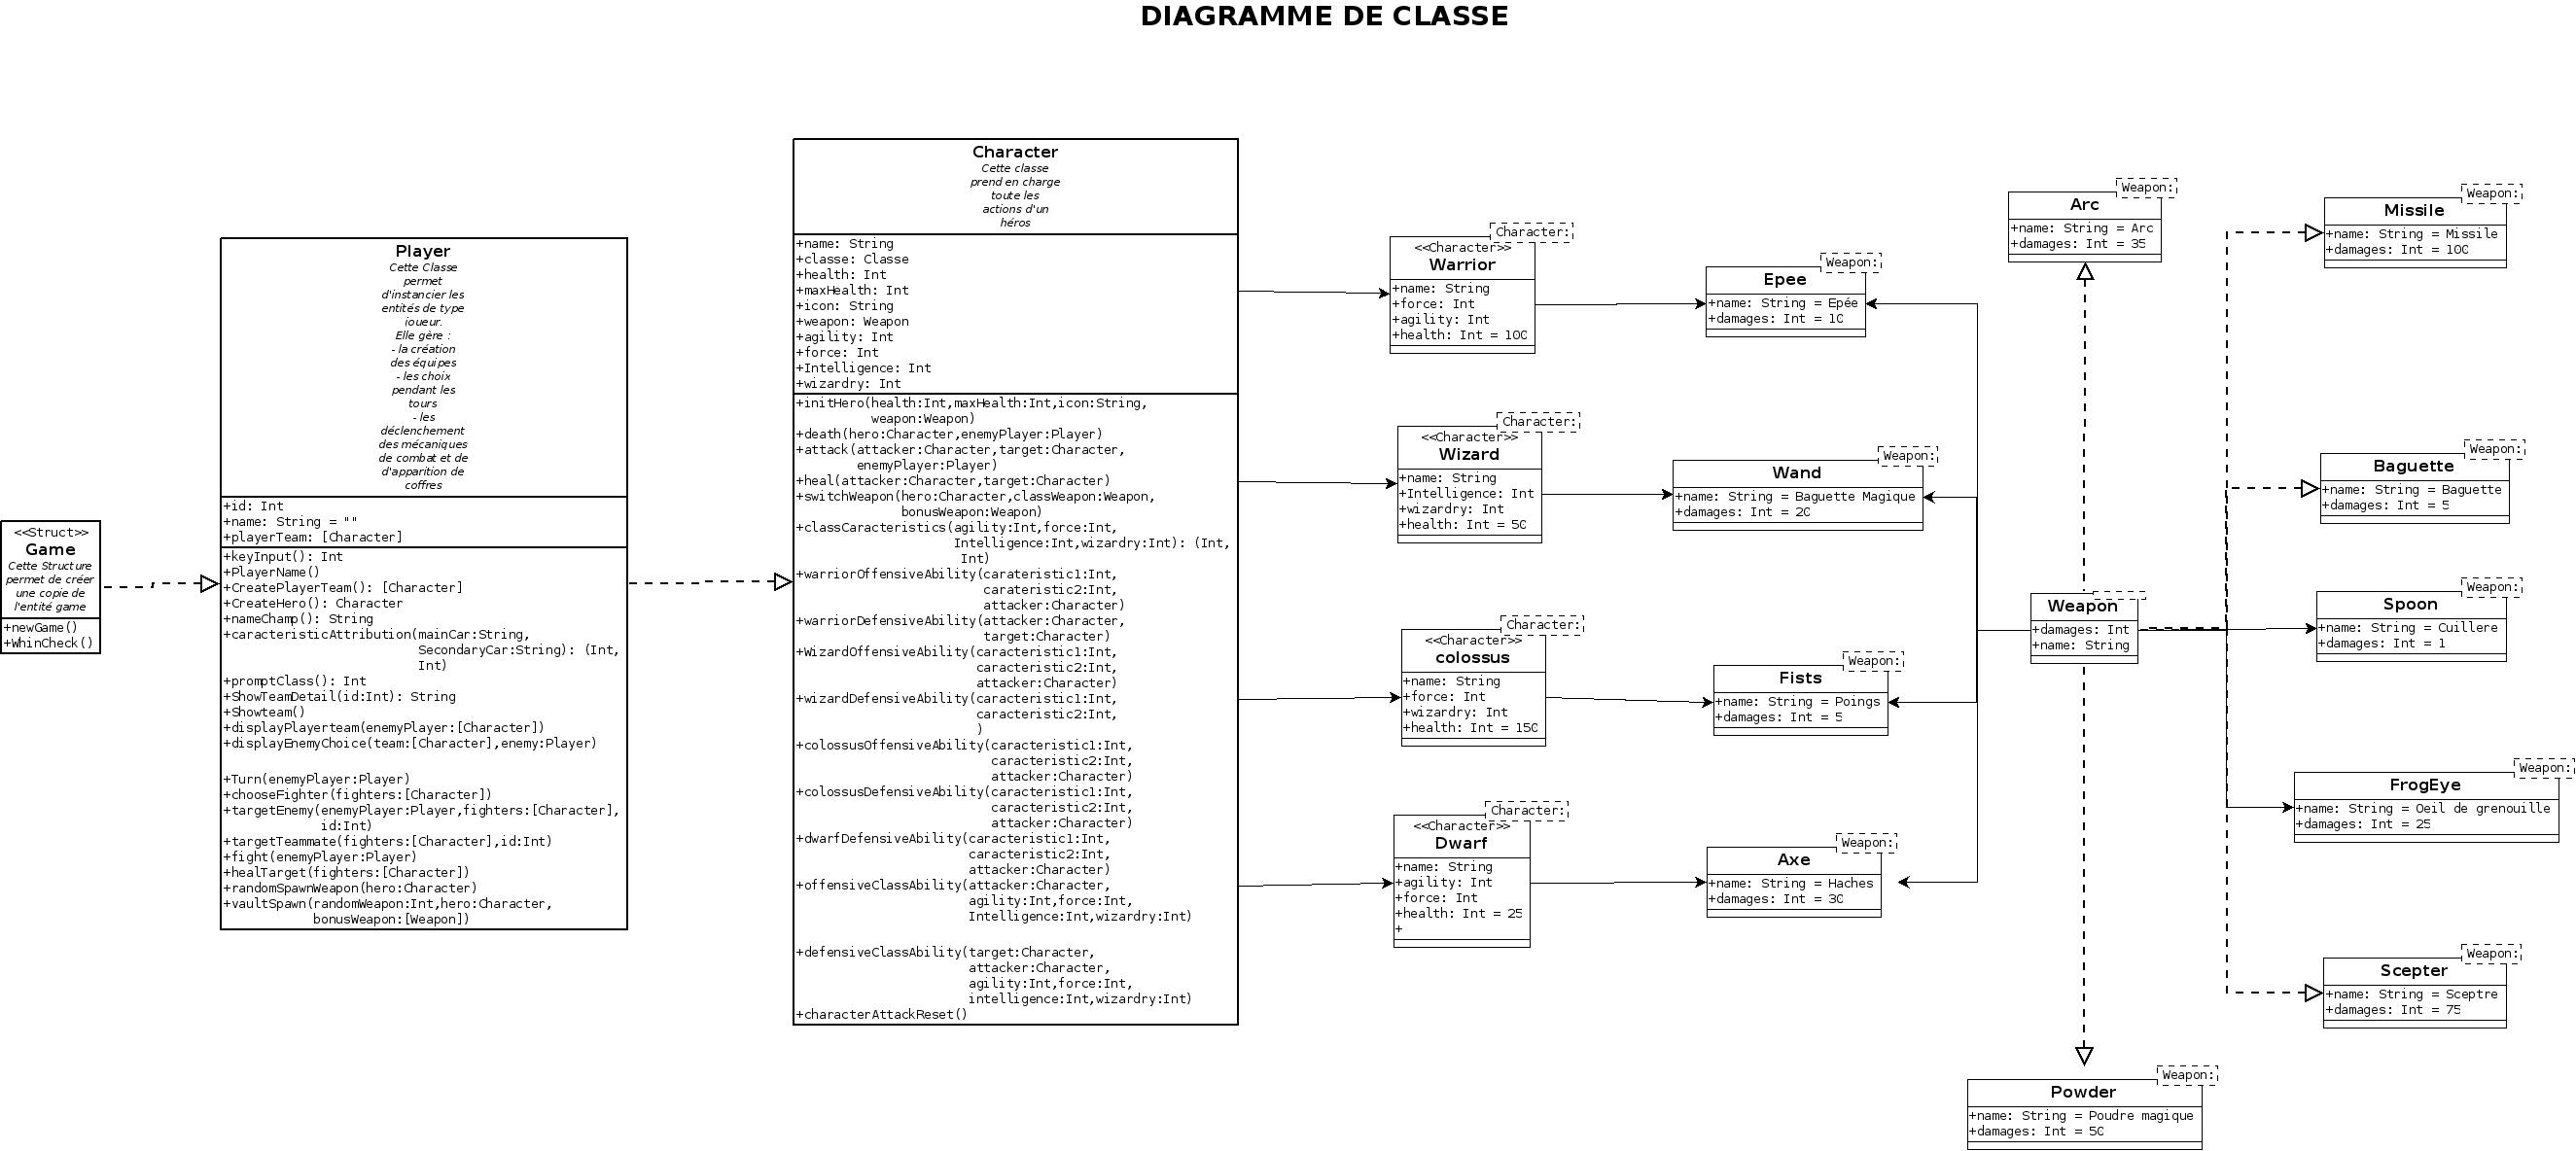 DIAGRAMME DE CLASSE
<<Struct>>
Game
Cette Structure
permet de créer
une copie de
l'entité game
+newGame()
+WhinCheck()
Player
Cette Classe
permet
d'instancier les
entités de type
joueur.
Elle gère :
- la création
des équipes
- les choix
pendant les
tours
- les
déclenchement
des mécaniques
de combat et de
d'apparition de
coffres
+id: Int
+name: String = ""
+playerTeam: [Character]
+keyInput(): Int
+PlayerName()
+CreatePlayerTeam(): [Character]
+CreateHero(): Character
+nameChamp(): String
+caracteristicAttribution(mainCar:String,
SecondaryCar:String): (Int,
Int)
+promptClass(): Int
+ShowTeamDetail(id:Int): String
+Showteam()
+displayPlayerteam(enemyPlayer:[Character])
+displayEnemyChoice(team:[Character],enemy:Player)
+Turn(enemyPlayer:Player)
+chooseFighter(fighters:[Character])
+targetEnemy(enemyPlayer:Player,fighters:[Character],
id:Int)
+targetTeammate(fighters:[Character],id:Int)
+fight(enemyPlayer:Player)
+healTarget(fighters:[Character])
+randomSpawnWeapon(hero:Character)
+vaultSpawn(randomWeapon:Int,hero:Character,
bonusWeapon:[Weapon])
Character
Cette classe
prend en charge
toute les
actions d'un
héros
+name: String
+classe: Classe
+health: Int
+maxHealth: Int
+icon: String
+weapon: Weapon
+agility: Int
+force: Int
+Intelligence: Int
+wizardry: Int
+initHero(health:Int,maxHealth:Int,icon:String,
weapon:Weapon)
+death(hero:Character,enemyPlayer:Player)
+attack(attacker:Character,target:Character,
enemyPlayer:Player)
+heal(attacker:Character,target:Character)
+switchWeapon(hero:Character,classWeapon:Weapon,
bonusWeapon:Weapon)
+classCaracteristics(agility:Int,force:Int,
Intelligence:Int,wizardry:Int): (Int,
Int)
+warriorOffensiveAbility(carateristic1:Int,
carateristic2:Int,
attacker:Character)
+warriorDefensiveAbility(attacker:Character,
target:Character)
+WizardOffensiveAbility(caracteristic1:Int,
caracteristic2:Int,
attacker:Character)
+wizardDefensiveAbility(caracteristic1:Int,
caracteristic2:Int,
)
+colossusOffensiveAbility(caracteristic1:Int,
caracteristic2:Int,
attacker:Character)
+colossusDefensiveAbility(caracteristic1:Int,
caracteristic2:Int,
attacker:Character)
+dwarfDefensiveAbility(caracteristic1:Int,
caracteristic2:Int,
attacker:Character)
+offensiveClassAbility(attacker:Character,
agility:Int,force:Int,
Intelligence:Int,wizardry:Int)
+defensiveClassAbility(target:Character,
attacker:Character,
agility:Int,force:Int,
intelligence:Int,wizardry:Int)
+characterAttackReset()
Character:
<<Character>>
Warrior
+name: String
+force: Int
+agility: Int
+health: Int = 100
Character:
<<Character>>
Wizard
+name: String
+Intelligence: Int
+wizardry: Int
+health: Int = 50
Character:
<<Character>>
colossus
+name: String
+force: Int
+wizardry: Int
+health: Int = 150
Character:
<<Character>>
Dwarf
+name: String
+agility: Int
+force: Int
+health: Int = 25
+
Weapon:
Epee
+name: String = Epée
+damages: Int = 10
Weapon:
Wand
+name: String = Baguette Magique
+damages: Int = 20
Weapon:
Fists
+name: String = Poings
+damages: Int = 5
Weapon:
Axe
+name: String = Haches
+damages: Int = 30
Weapon:
Arc
+name: String = Arc
+damages: Int = 35
Weapon
+damages: Int
+name: String
Weapon:
Powder
+name: String = Poudre magique
+damages: Int = 50
Weapon:
Missile
+name: String = Missile
+damages: Int = 100
Weapon:
Baguette
+name: String = Baguette
+damages: Int = 5
Weapon:
Spoon
+name: String = Cuillere
+damages: Int = 1
Weapon:
FrogEye
+name: String = Oeil de grenouille
+damages: Int = 25
Weapon:
Scepter
+name: String = Sceptre
+damages: Int = 75